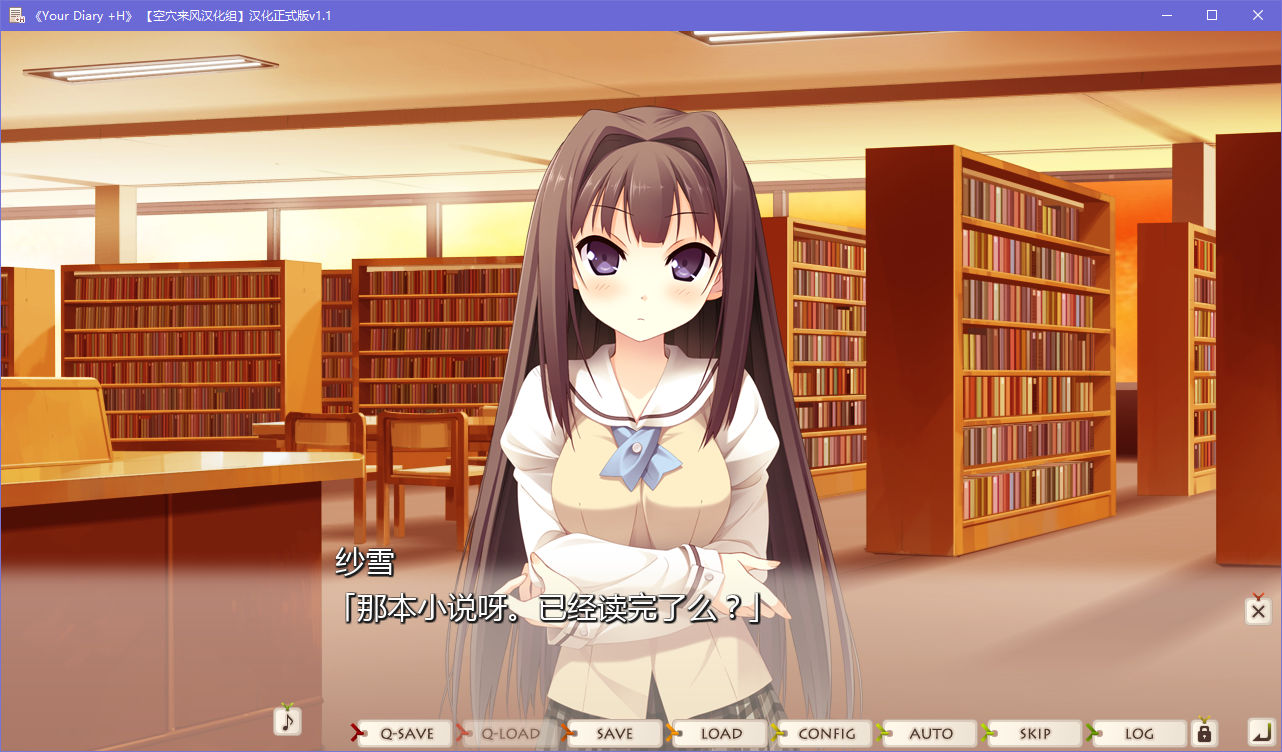 《Your Diary +H》 【空穴来风汉化组】汉化正式版v1.1
纱雪
「那本小说呀。已经读完了么？」
Q-SAVE
Q-LOAD
SAVE
LOAD
CONFIG
AUTO
SKIP
LOG